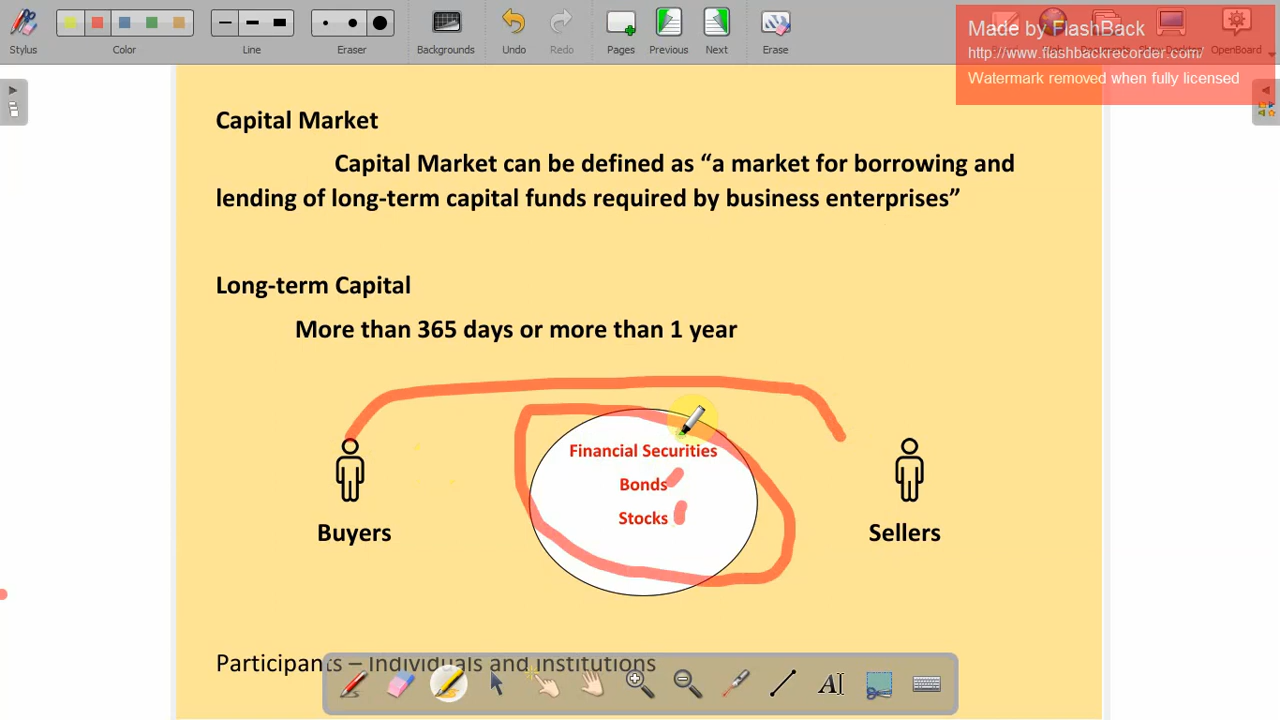 Stylus
Color
Line
Eraser
Backgrounds
Undo
Redo
Pages
Previous
Next
Erase
OpenBoard
Made by FlashBack
http://www.flashbackrecorder.com/
Watermark removed when fully licensed
Capital Market
Capital Market can be defined as “a market for borrowing and
lending of long-term capital funds required by business enterprises”
Long-term Capital
More than 365 days or more than 1 year
Financial Securities
Bonds
Stocks
Buyers
Sellers
Participants – Individuals and institutions